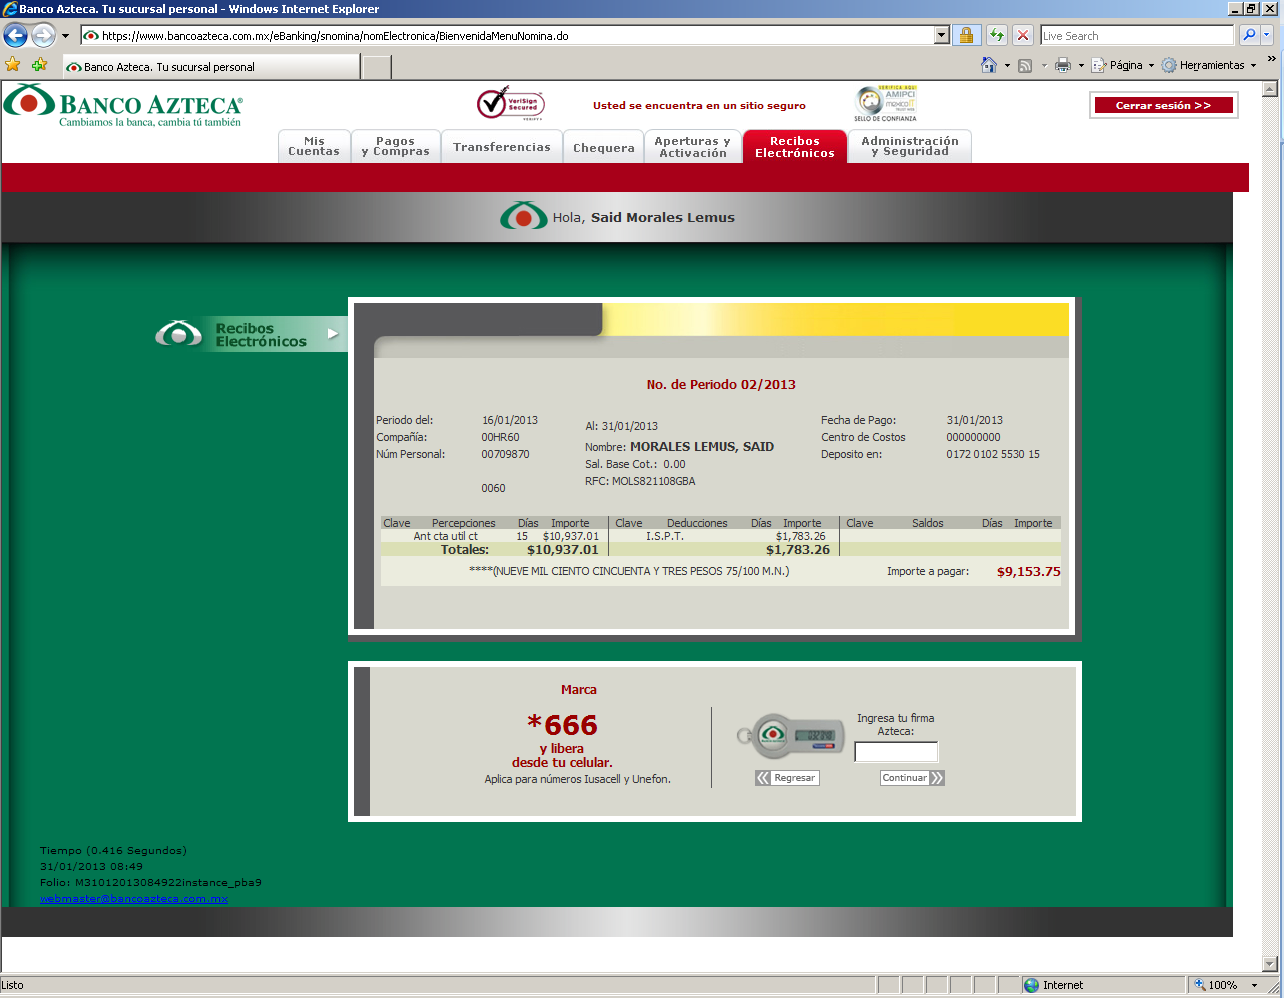 Banco Azteca. Tu sucursal personal - Windows Internet Explorer
https://www.bancoazteca.com.mx/eBanking/snomina/nomElectronica/BienvenidaMenuNomina.do
Live Search
Banco Azteca. Tu sucursal personal
Página
Herramientas
BANCO AZTECA
Cambiamos la banca, cambia tú también
VeriSign Secured
VERIFY
Usted se encuentra en un sitio seguro
VERIFICA AQUI
AMIPCI
SELLO DE CONFIANZA
Cerrar sesión >>
Mis Cuentas
Pagos y Compras
Transferencias
Chequera
Aperturas y Activación
Recibos Electrónicos
Administración y Seguridad
Hola, Said Morales Lemus
Recibos
Electrónicos
No. de Periodo 02/2013
Periodo del: 16/01/2013 Al: 31/01/2013 Fecha de Pago: 31/01/2013
Compañía: 00HR60 Nombre: MORALES LEMUS, SAID Centro de Costos 000000000
Núm Personal: 00709870 Sal. Base Cot.: 0.00 Deposito en: 0172 0102 5530 15
0060 RFC: MOLS821108GBA
Clave Percepciones Días Importe Clave Deducciones Días Importe Clave Saldos Días Importe
Ant cta util ct 15 $10,937.01 I.S.P.T. $1,783.26
Totales: $10,937.01 $1,783.26
****(NUEVE MIL CIENTO CINCUENTA Y TRES PESOS 75/100 M.N.) Importe a pagar: $9,153.75
Marca
*666
y libera
desde tu celular.
Aplica para números Iusacell y Unefon.
Ingresa tu firma
Azteca:
Regresar
Continuar
Tiempo (0.416 Segundos)
31/01/2013 08:49
Folio: M31012013084922instance_pba9
webmaster@bancoazteca.com.mx
Listo
Internet
100%